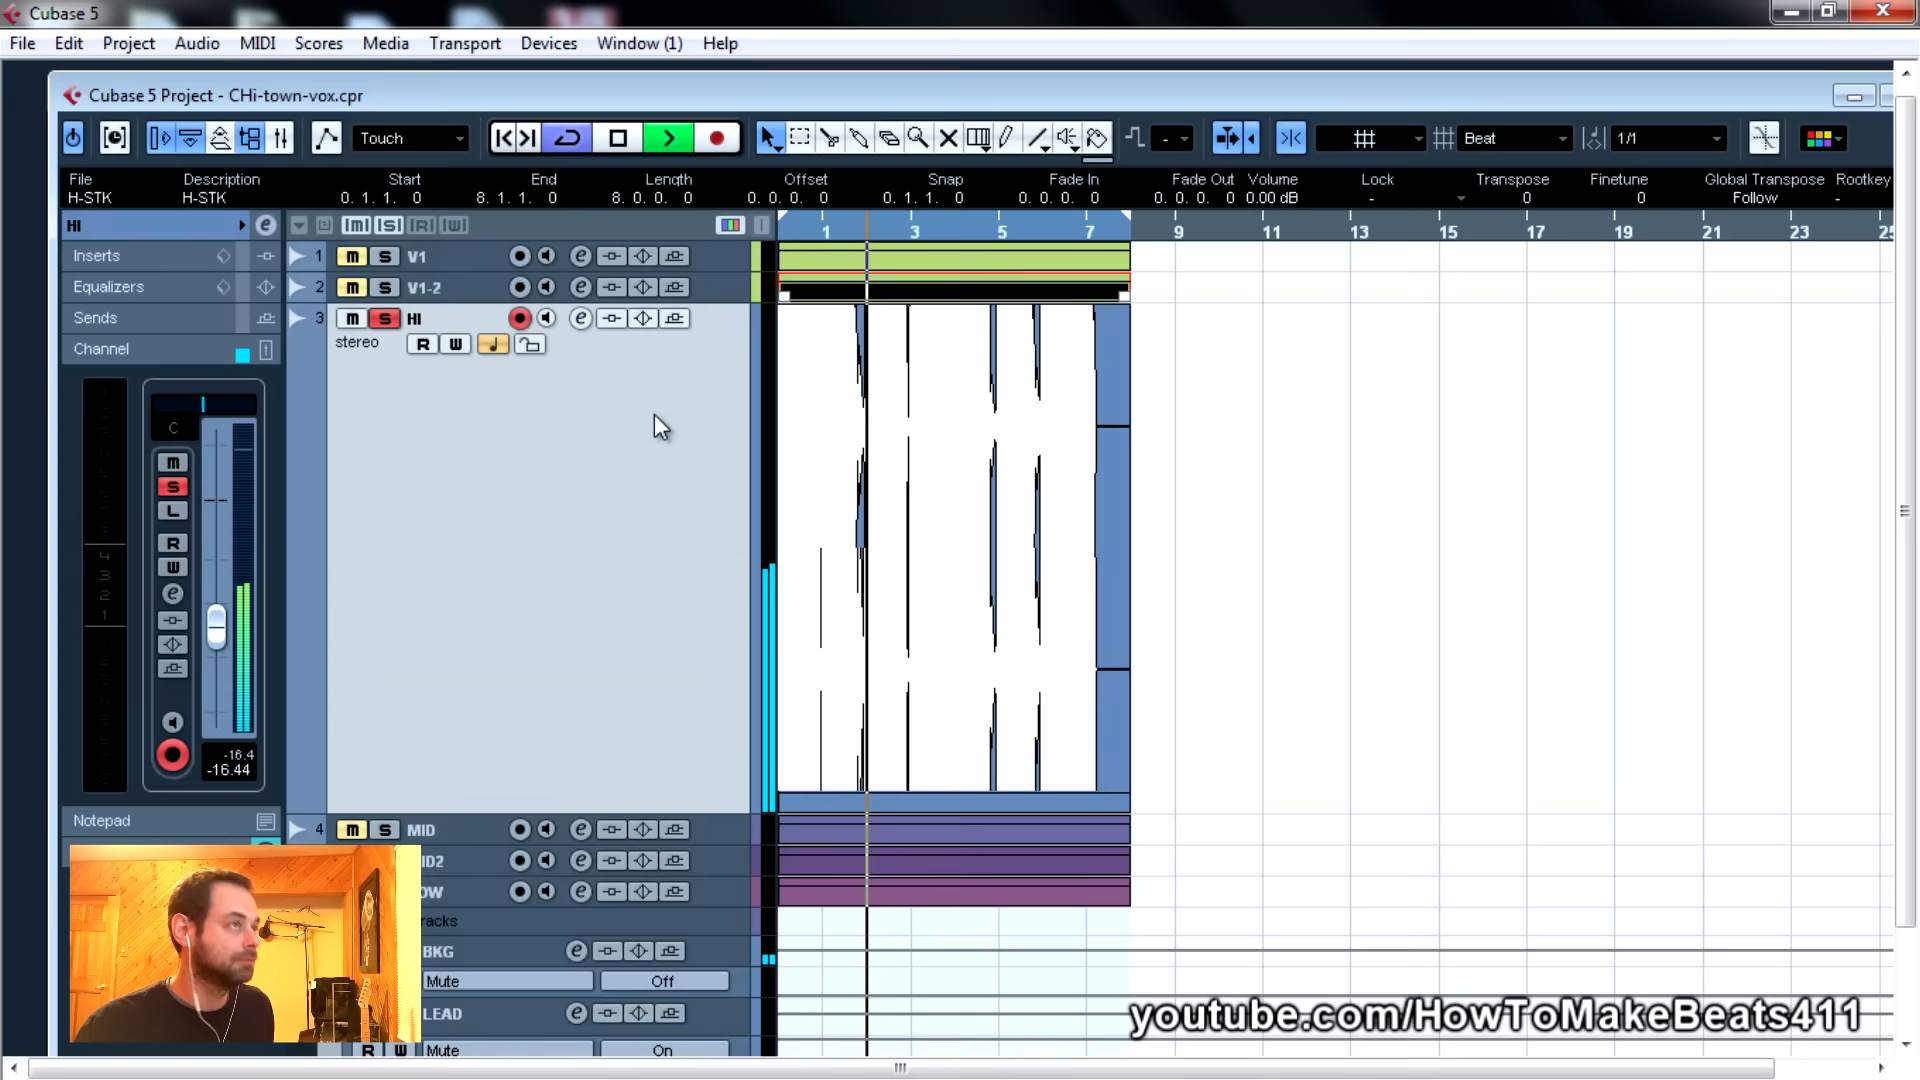 Cubase 5
File Edit Project Audio MIDI Scores Media Transport Devices Window (1) Help
Cubase 5 Project - CHi-town-vox.cpr
Touch - Beat 1/1
File Description Start End Length Offset Snap Fade In Fade Out Volume Lock Transpose Finetune Global Transpose Rootkey
H-STK H-STK 0. 1. 1. 0 8. 1. 1. 0 8. 0. 0. 0 0. 0. 0. 0 0. 1. 1. 0 0. 0. 0. 0 0. 0. 0. 0 0.00 dB - 0 0 Follow -
HI e m S R W 1 3 5 7 9 11 13 15 17 19 21 23 25
Inserts 1 m S V1 e
Equalizers 2 m S V1-2 e
Sends 3 m S HI e
Channel stereo R W
C
m
S
L
R
W
e
4
3
2
1
-16.4
-16.44
Notepad 4 m S MID e
ID2 e
OW e
racks
BKG e
Mute Off
LEAD e
R W Mute On
youtube.com/HowToMakeBeats411